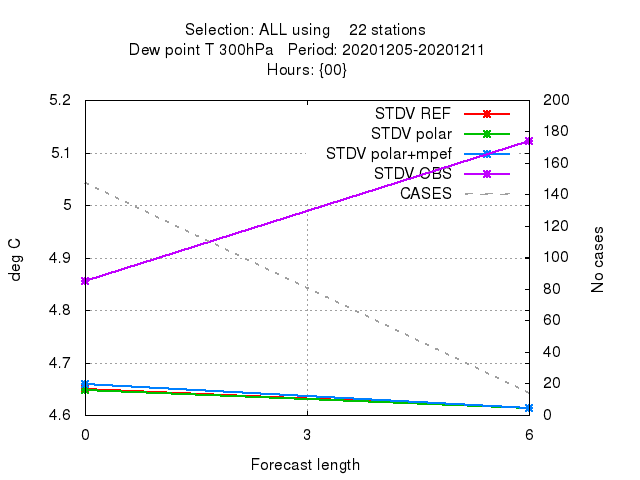 Selection: ALL using 22 stations
Dew point T 300hPa Period: 20201205-20201211
Hours: {00}
5.2
5.1
5
4.9
4.8
4.7
4.6
200
180
160
140
120
100
80
60
40
20
0
STDV REF
STDV polar
STDV polar+mpef
STDV OBS
CASES
deg C
No cases
0 3 6
Forecast length